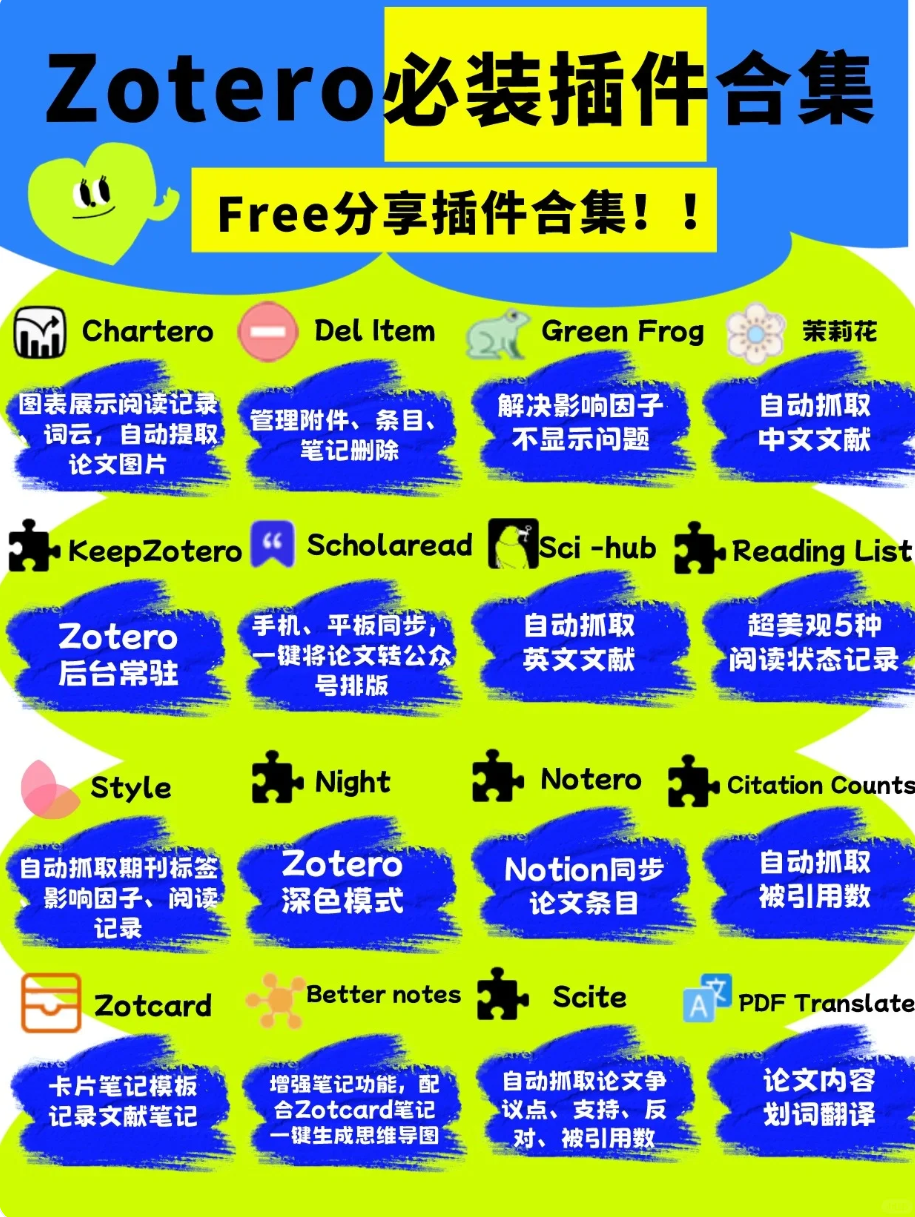 Zotero必装插件合集
Free分享插件合集！！
Chartero
Del Item
Green Frog
茉莉花
图表展示阅读记录
、词云，自动提取
论文图片
管理附件、条目、
笔记删除
解决影响因子
不显示问题
自动抓取
中文文献
KeepZotero
Scholaread
Sci -hub
Reading List
Zotero
后台常驻
手机、平板同步，
一键将论文转公众
号排版
自动抓取
英文文献
超美观5种
阅读状态记录
Style
Night
Notero
Citation Counts
自动抓取期刊标签
、影响因子、阅读
记录
Zotero
深色模式
Notion同步
论文条目
自动抓取
被引用数
Zotcard
Better notes
Scite
PDF Translate
卡片笔记模板
记录文献笔记
增强笔记功能，配
合Zotcard笔记
一键生成思维导图
自动抓取论文争
议点、支持、反
对、被引用数
论文内容
划词翻译